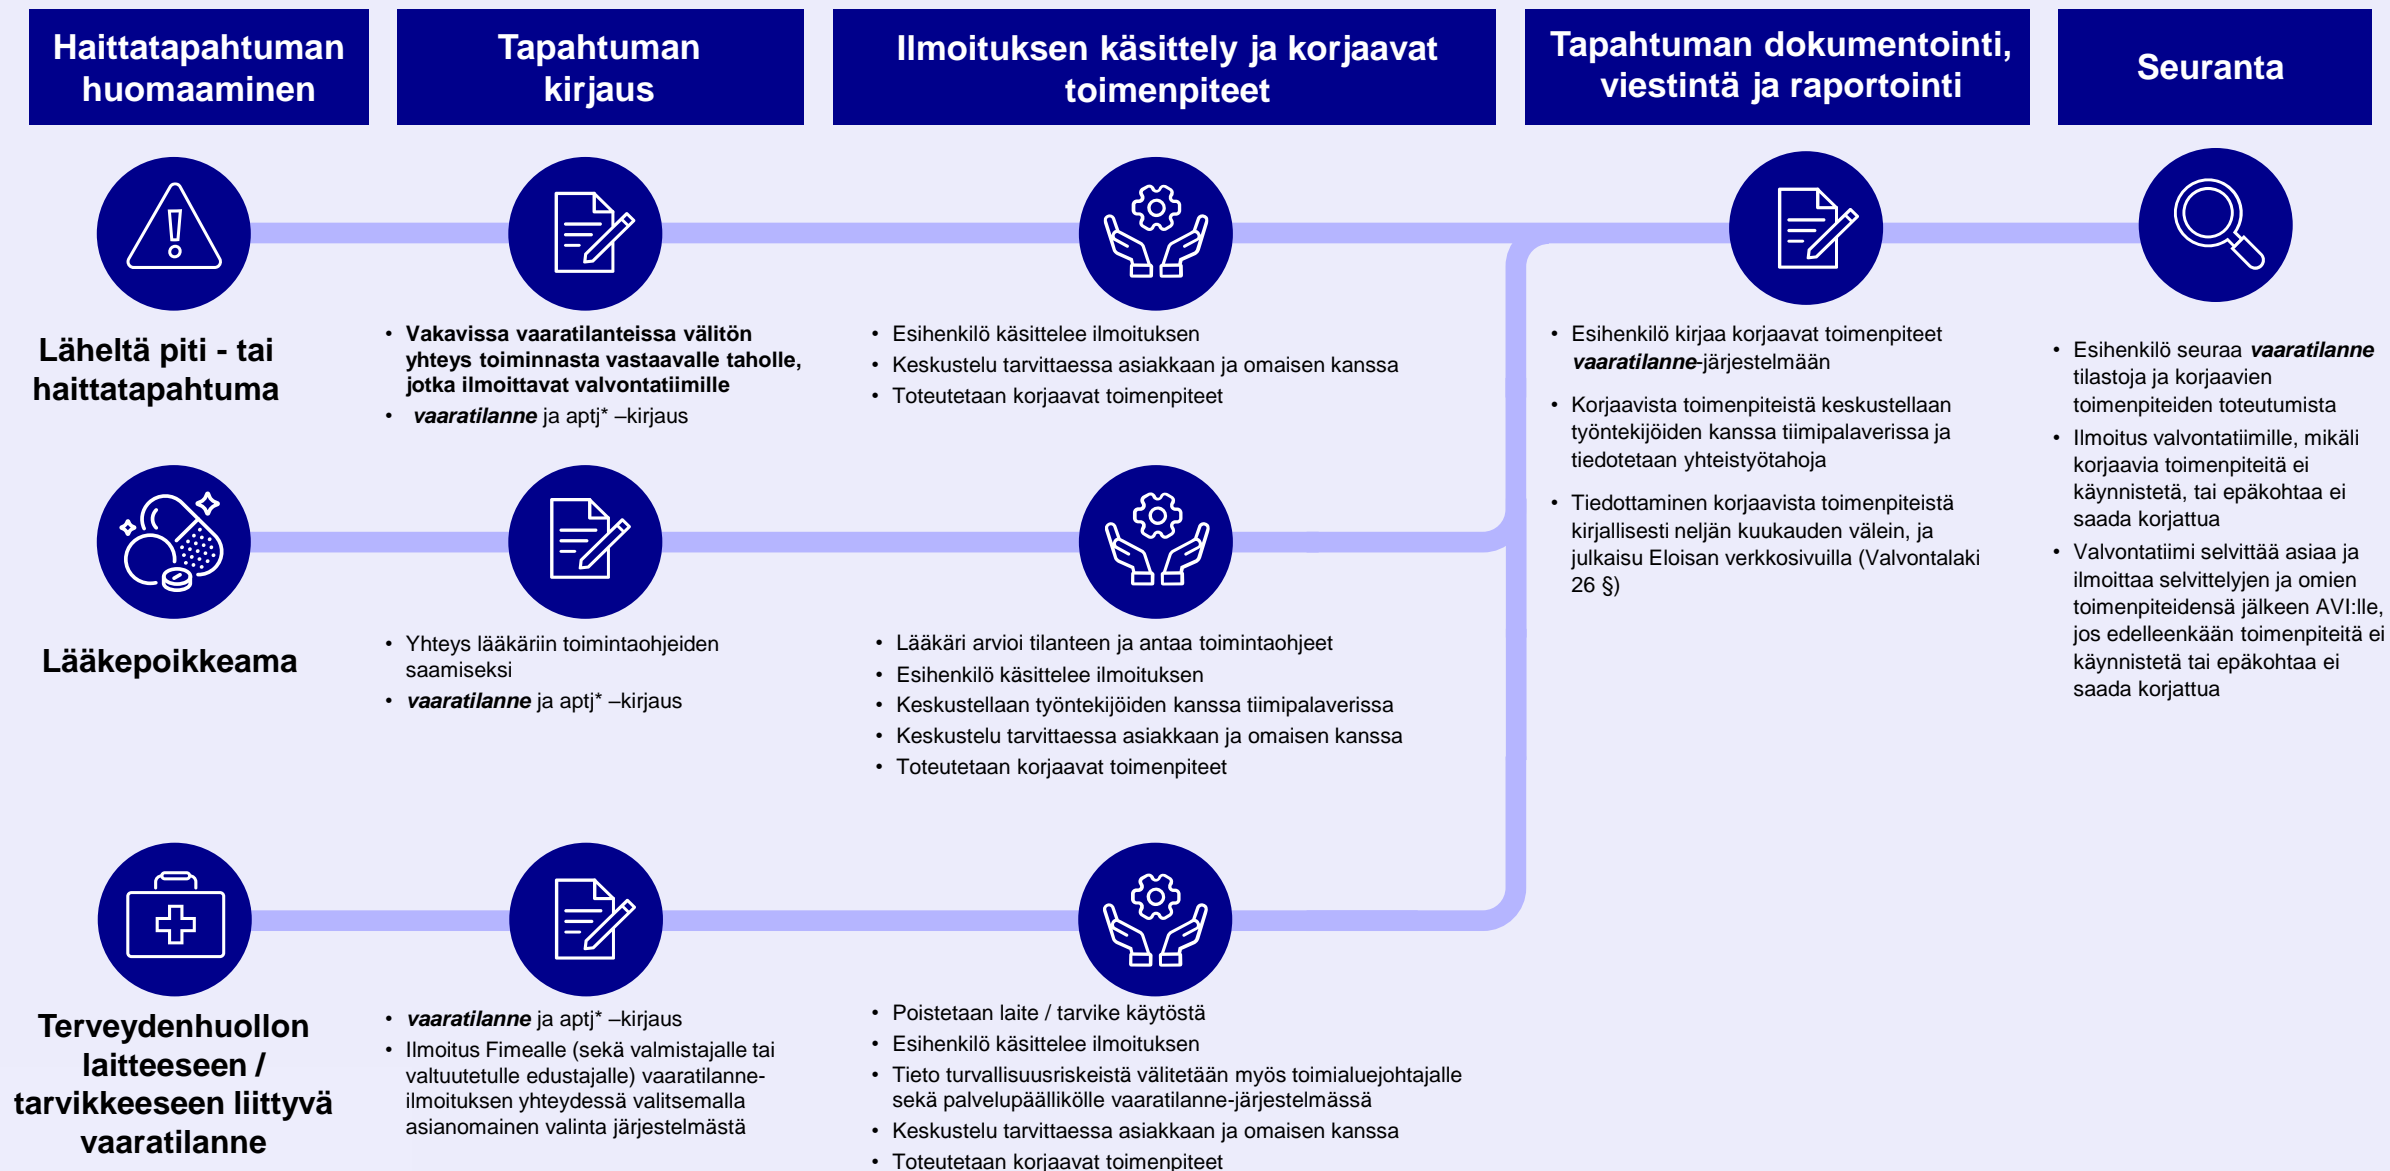 Haittatapahtuman
huomaaminen
Tapahtuman
kirjaus
Ilmoituksen käsittely ja korjaavat
toimenpiteet
Tapahtuman dokumentointi,
viestintä ja raportointi
Seuranta
Läheltä piti - tai
haittatapahtuma
• Vakavissa vaaratilanteissa välitön
yhteys toiminnasta vastaavalle taholle,
jotka ilmoittavat valvontatiimille
• vaaratilanne ja aptj* –kirjaus
• Esihenkilö käsittelee ilmoituksen
• Keskustelu tarvittaessa asiakkaan ja omaisen kanssa
• Toteutetaan korjaavat toimenpiteet
• Esihenkilö kirjaa korjaavat toimenpiteet
vaaratilanne-järjestelmään
• Korjaavista toimenpiteistä keskustellaan
työntekijöiden kanssa tiimipalaverissa ja
tiedotetaan yhteistyötahoja
• Tiedottaminen korjaavista toimenpiteistä
kirjallisesti neljän kuukauden välein, ja
julkaisu Eloisan verkkosivuilla (Valvontalaki
26 §)
• Esihenkilö seuraa vaaratilanne
tilastoja ja korjaavien
toimenpiteiden toteutumista
• Ilmoitus valvontatiimille, mikäli
korjaavia toimenpiteitä ei
käynnistetä, tai epäkohtaa ei
saada korjattua
• Valvontatiimi selvittää asiaa ja
ilmoittaa selvittelyjen ja omien
toimenpiteidensä jälkeen AVI:lle,
jos edelleenkään toimenpiteitä ei
käynnistetä tai epäkohtaa ei
saada korjattua
Lääkepoikkeama
• Yhteys lääkäriin toimintaohjeiden
saamiseksi
• vaaratilanne ja aptj* –kirjaus
• Lääkäri arvioi tilanteen ja antaa toimintaohjeet
• Esihenkilö käsittelee ilmoituksen
• Keskustellaan työntekijöiden kanssa tiimipalaverissa
• Keskustelu tarvittaessa asiakkaan ja omaisen kanssa
• Toteutetaan korjaavat toimenpiteet
Terveydenhuollon
laitteeseen /
tarvikkeeseen liittyvä
vaaratilanne
• vaaratilanne ja aptj* –kirjaus
• Ilmoitus Fimealle (sekä valmistajalle tai
valtuutetulle edustajalle) vaaratilanne-
ilmoituksen yhteydessä valitsemalla
asianomainen valinta järjestelmästä
• Poistetaan laite / tarvike käytöstä
• Esihenkilö käsittelee ilmoituksen
• Tieto turvallisuusriskeistä välitetään myös toimialuejohtajalle
sekä palvelupäällikölle vaaratilanne-järjestelmässä
• Keskustelu tarvittaessa asiakkaan ja omaisen kanssa
• Toteutetaan korjaavat toimenpiteet